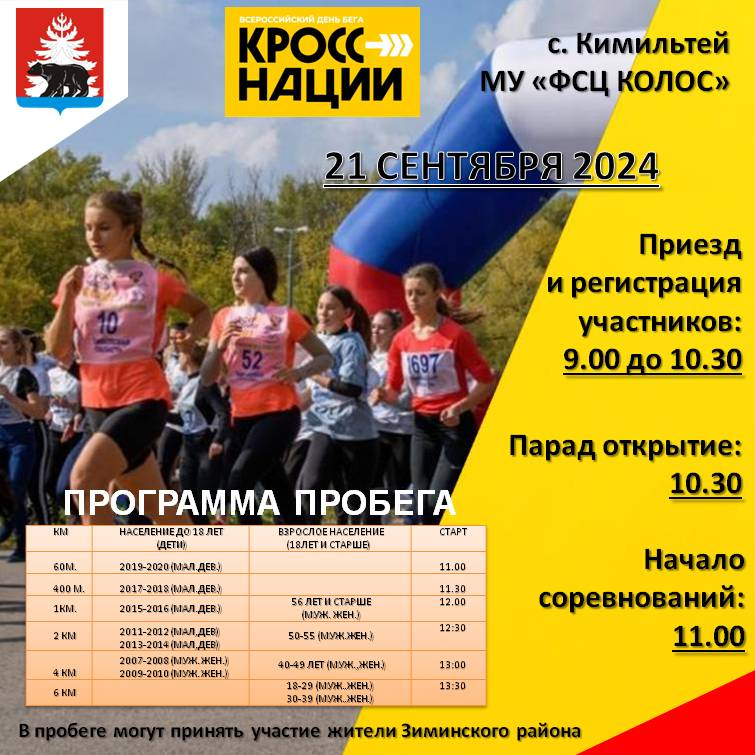 ВСЕРОССИЙСКИЙ ДЕНЬ БЕГА
КРОСС
НАЦИИ
с. Кимильтей
МУ «ФСЦ КОЛОС»
21 СЕНТЯБРЯ 2024
Приезд
и регистрация
участников:
9.00 до 10.30
Парад открытие:
10.30
Начало
соревнований:
11.00
10
52
1697
ПРОГРАММА ПРОБЕГА
КМ НАСЕЛЕНИЕ ДО 18 ЛЕТ (ДЕТИ) ВЗРОСЛОЕ НАСЕЛЕНИЕ (18ЛЕТ И СТАРШЕ) СТАРТ
60М. 2019-2020 (МАЛ.ДЕВ.) 11.00
400 М. 2017-2018 (МАЛ.ДЕВ.) 11.30
1КМ. 2015-2016 (МАЛ.ДЕВ.) 56 ЛЕТ И СТАРШЕ (МУЖ. ЖЕН.) 12.00
2 КМ 2011-2012 (МАЛ,ДЕВ) 2013-2014 (МАЛ,ДЕВ) 50-55 (МУЖ.ЖЕН.) 12:30
4 КМ 2007-2008 (МУЖ.ЖЕН.) 2009-2010 (МУЖ.ЖЕН.) 40-49 ЛЕТ (МУЖ.,ЖЕН.) 13:00
6 КМ 18-29 (МУЖ..ЖЕН.) 30-39 (МУЖ..ЖЕН.) 13:30
В пробеге могут принять участие жители Зиминского района